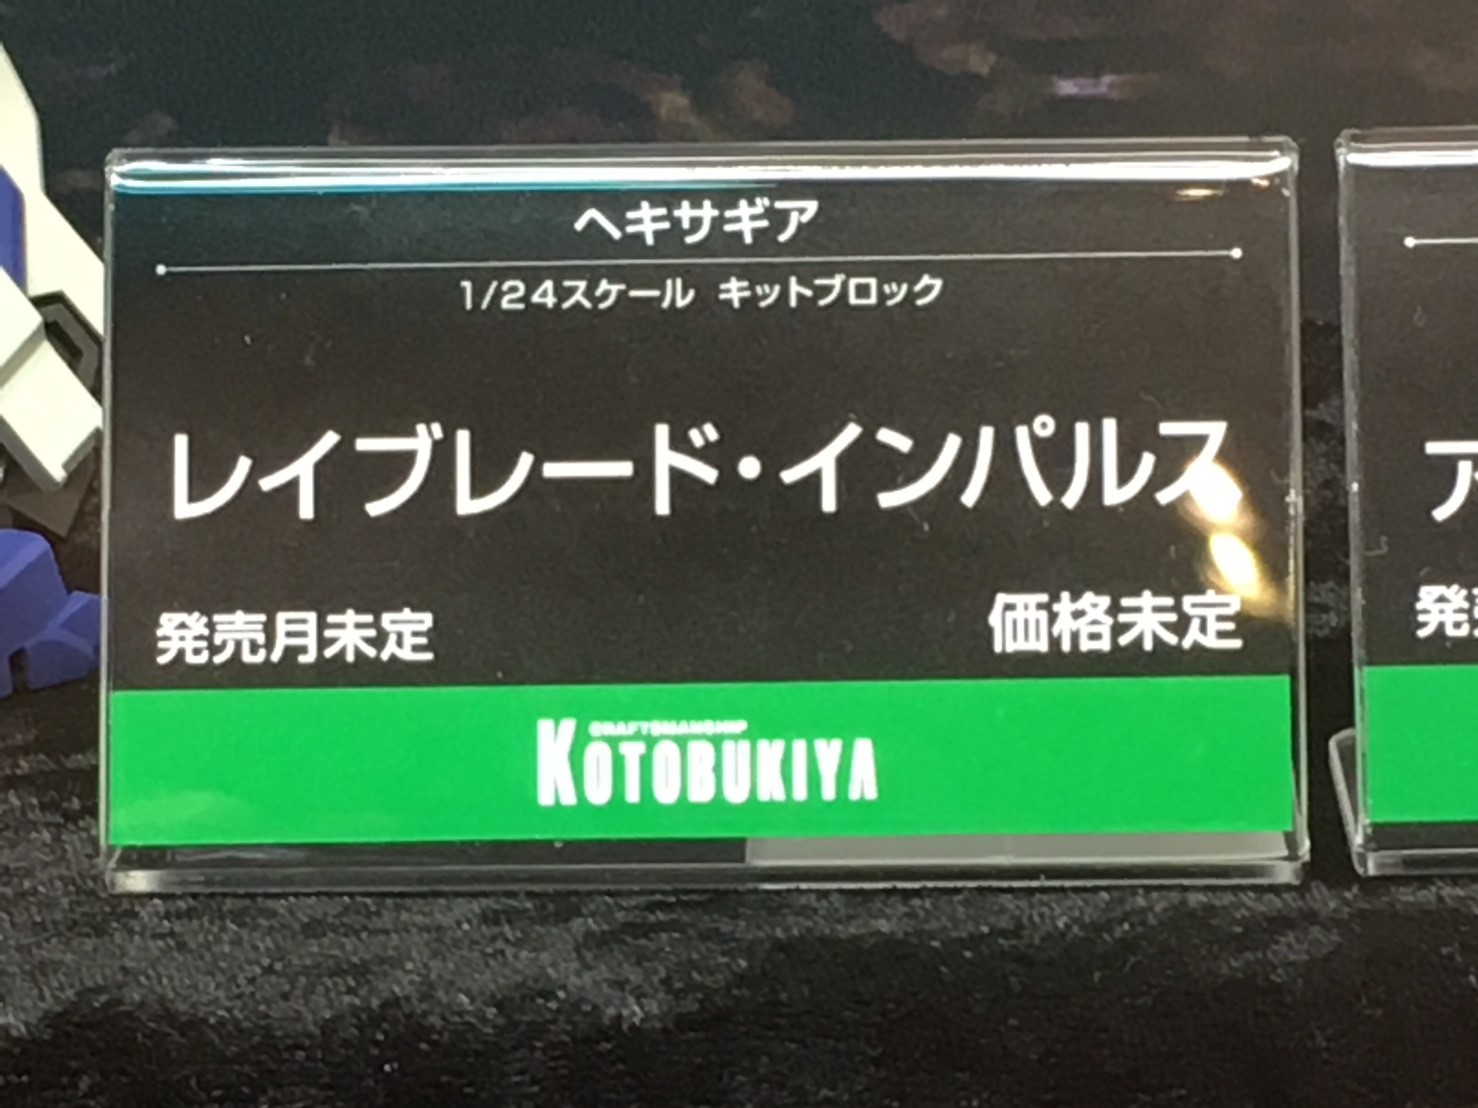 ヘキサギア
1/24スケール キットブロック
レイブレード・インパルス
発売月未定
価格未定
CRAFTSMANSHIP
KOTOBUKIYA
ア
発